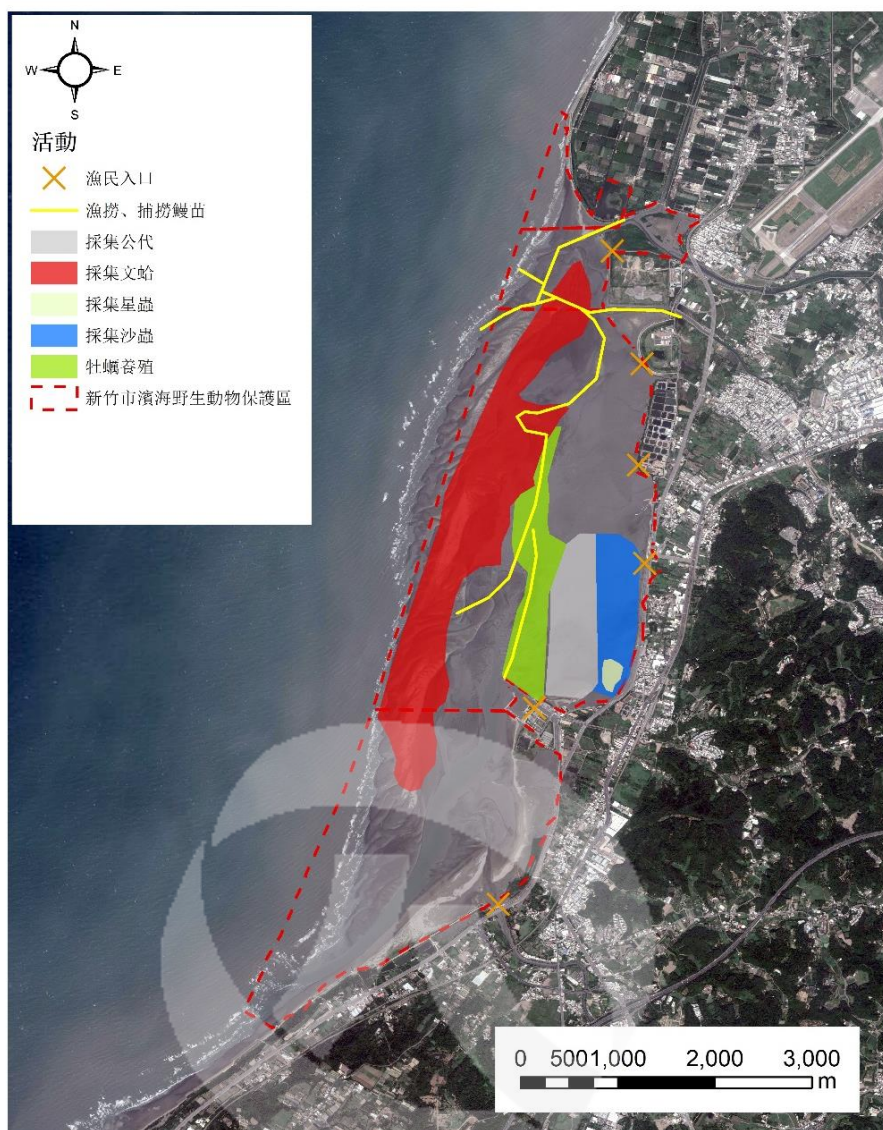 N
W E
S
活動
漁民入口
漁撈、捕撈鰻苗
採集公代
採集文蛤
採集星蟲
採集沙蟲
牡蠣養殖
新竹市濱海野生動物保護區
0 500 1,000 2,000 3,000
m